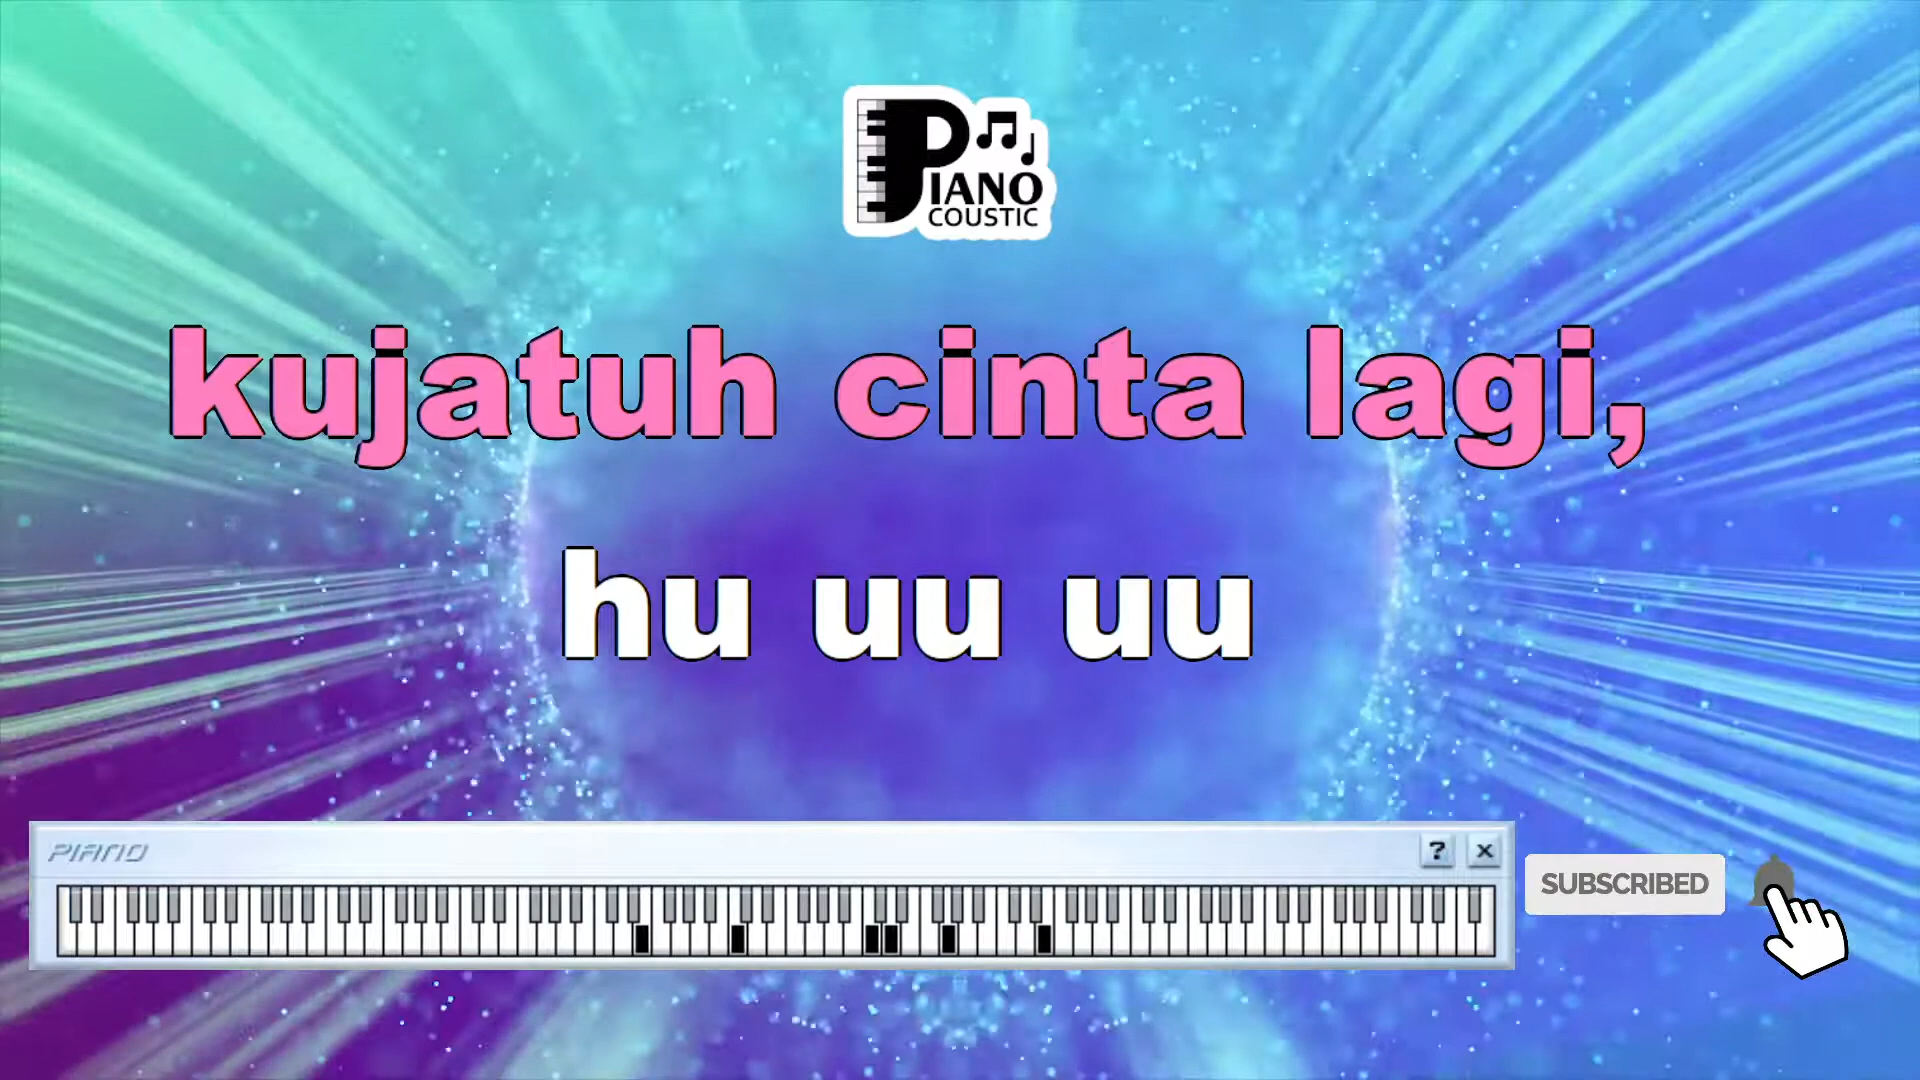 PIANO
COUSTIC
kujatuh cinta lagi,
hu uu uu
PIANO
?
X
SUBSCRIBED